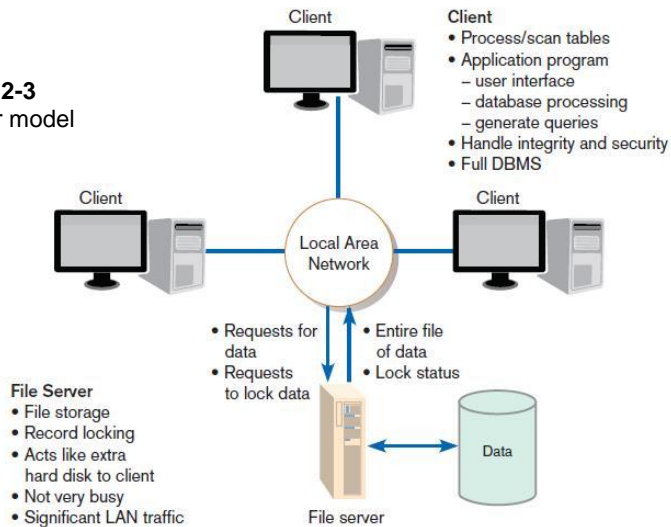 Client
Client
• Process/scan tables
• Application program
– user interface
– database processing
– generate queries
• Handle integrity and security
• Full DBMS
2-3
r model
Client
Client
Local Area
Network
• Requests for
data
• Requests
to lock data
• Entire file
of data
• Lock status
File Server
• File storage
• Record locking
• Acts like extra
hard disk to client
• Not very busy
• Significant LAN traffic
Data
File server